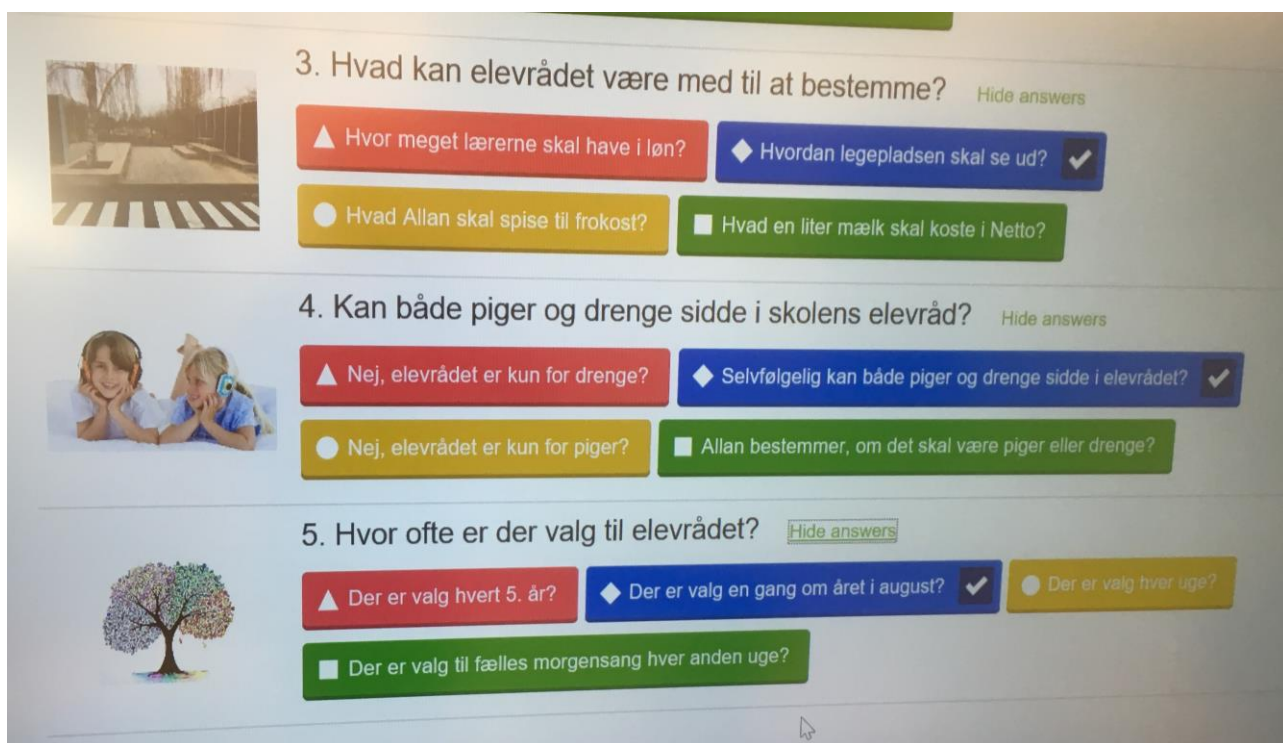 3. Hvad kan elevrådet være med til at bestemme? Hide answers
Hvor meget lærerne skal have i løn? Hvordan legepladsen skal se ud?
Hvad Allan skal spise til frokost? Hvad en liter mælk skal koste i Netto?
4. Kan både piger og drenge sidde i skolens elevråd? Hide answers
Nej, elevrådet er kun for drenge? Selvfølgelig kan både piger og drenge sidde i elevrådet?
Nej, elevrådet er kun for piger? Allan bestemmer, om det skal være piger eller drenge?
5. Hvor ofte er der valg til elevrådet? Hide answers
Der er valg hvert 5. år? Der er valg en gang om året i august? Der er valg hver uge?
Der er valg til fælles morgensang hver anden uge?